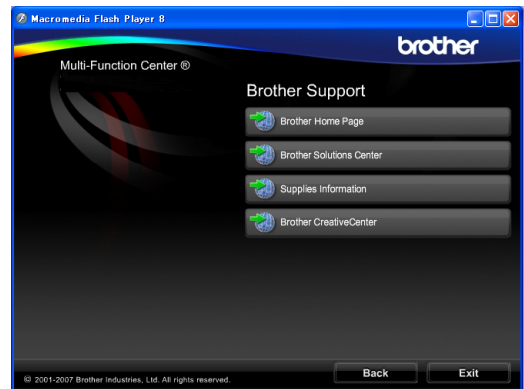 Macromedia Flash Player 8
brother
Multi-Function Center ®
Brother Support
Brother Home Page
Brother Solutions Center
Supplies Information
Brother CreativeCenter
Back
Exit
© 2001-2007 Brother Industries, Ltd. All rights reserved.